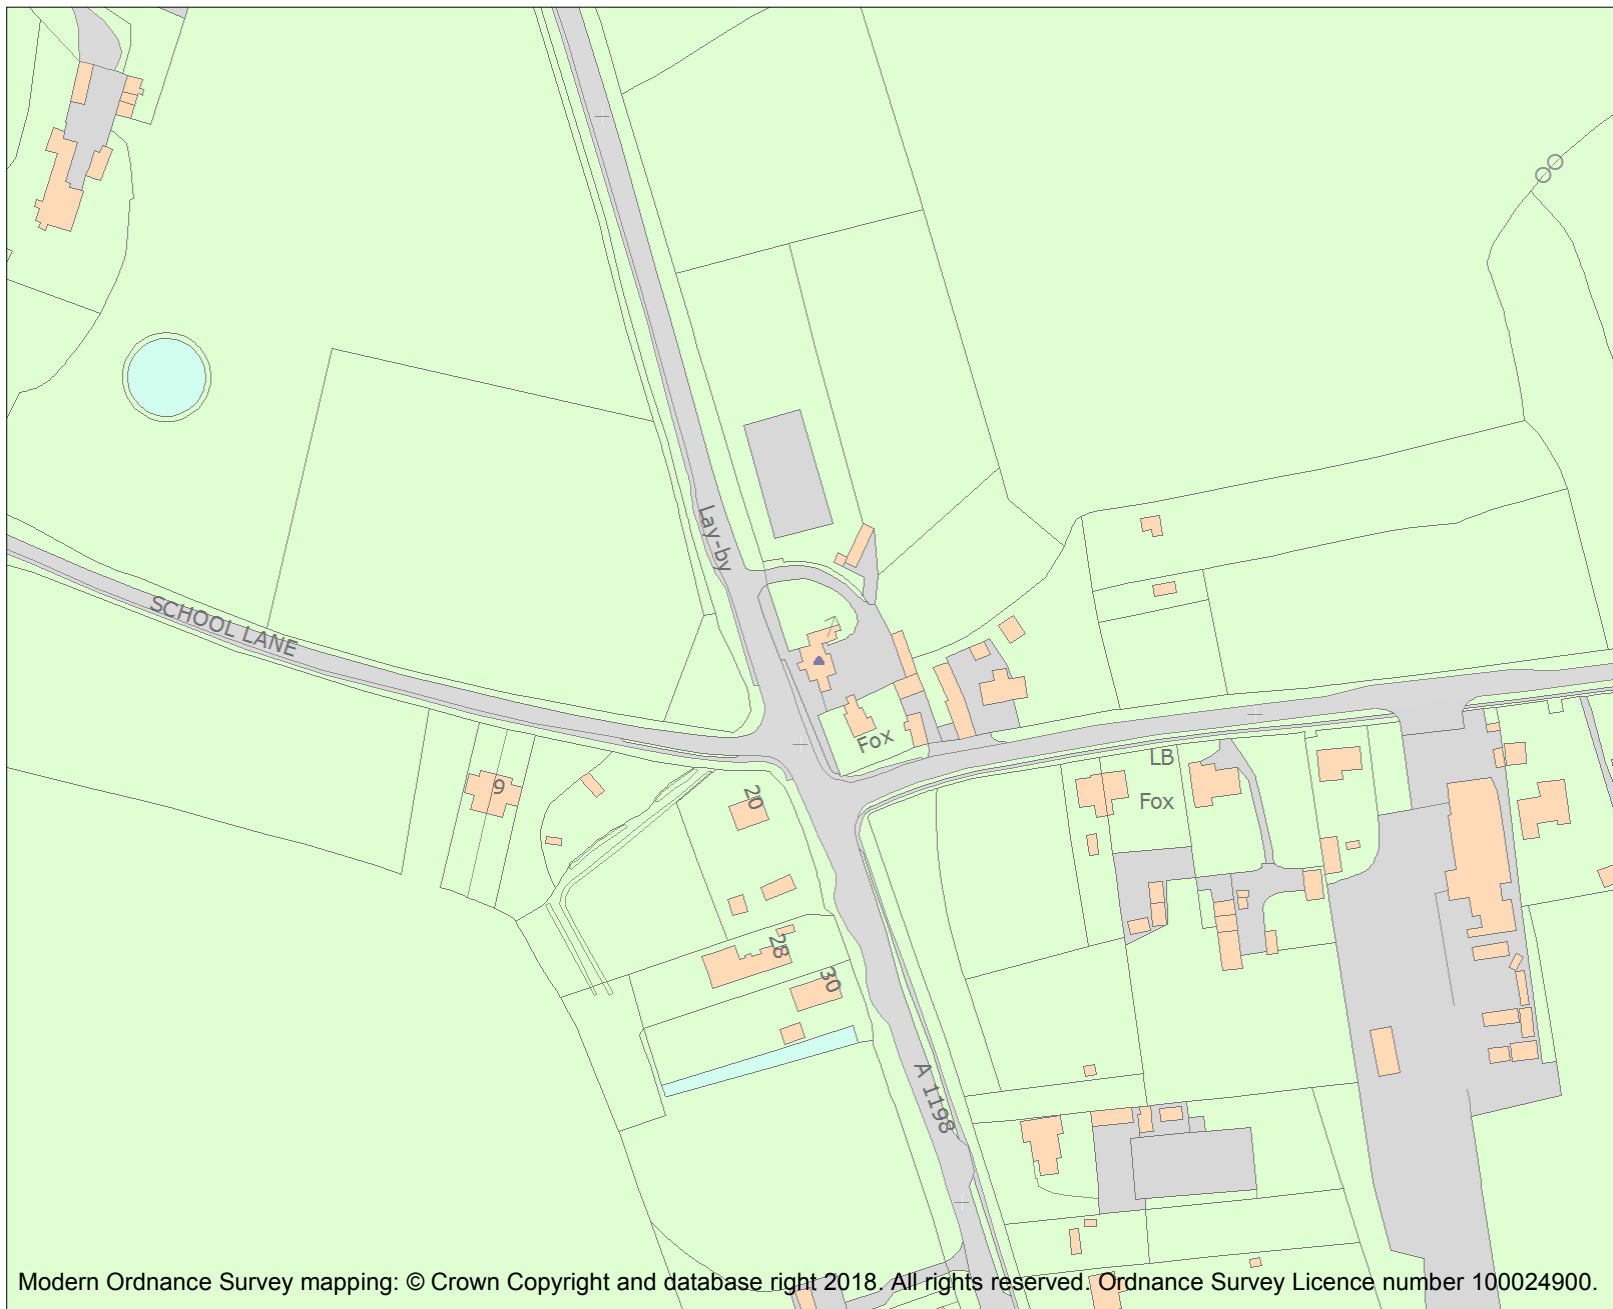 Lay-by
SCHOOL LANE
7
Fox
LB
Fox
9
20
28
30
A 1198
Modern Ordnance Survey mapping: © Crown Copyright and database right 2018. All rights reserved. Ordnance Survey Licence number 100024900.